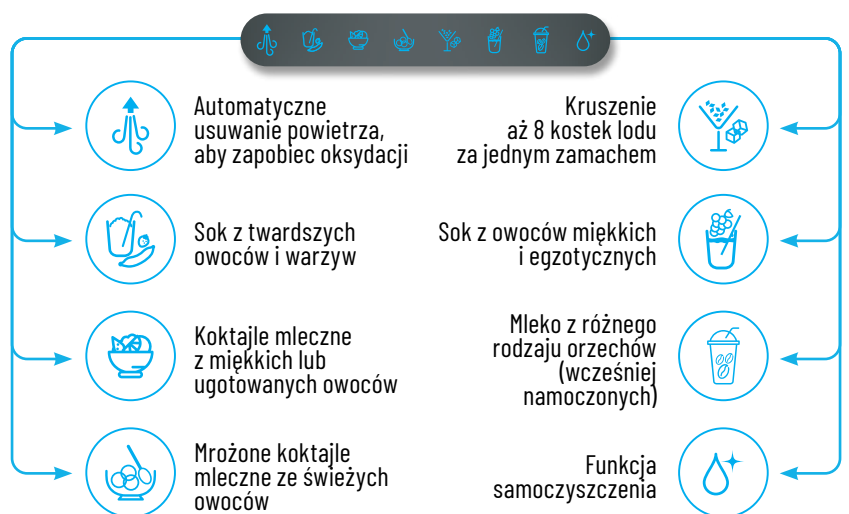 Automatyczne
usuwanie powietrza,
aby zapobiec oksydacji
Sok z twardszych
owoców i warzyw
Koktajle mleczne
z miękkich lub
ugotowanych owoców
Mrożone koktajle
mleczne ze świeżych
owoców
Kruszenie
aż 8 kostek lodu
za jednym zamachem
Sok z owoców miękkich
i egzotycznych
Mleko z różnego
rodzaju orzechów
(wcześniej
namoczonych)
Funkcja
samoczyszczenia